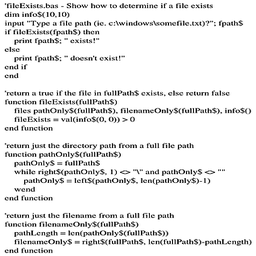 'fileExists.bas - Show how to determine if a file exists
dim info$(10,10)
input "Type a file path (ie. c:\windows\somefile.txt)?"; fpath$
if fileExists(fpath$) then
print fpath$; " exists!"
else
print fpath$; " doesn't exist!"
end if
end

'return a true if the file in fullPath$ exists, else return false
function fileExists(fullPath$)
files pathOnly$(fullPath$), filenameOnly$(fullPath$), info$()
fileExists = val(info$(0, 0)) > 0
end function

'return just the directory path from a full file path
function pathOnly$(fullPath$)
pathOnly$ = fullPath$
while right$(pathOnly$, 1) <> "\" and pathOnly$ <> ""
pathOnly$ = left$(pathOnly$, len(pathOnly$)-1)
wend
end function

'return just the filename from a full file path
function filenameOnly$(fullPath$)
pathLength = len(pathOnly$(fullPath$))
filenameOnly$ = right$(fullPath$, len(fullPath$)-pathLength)
end function